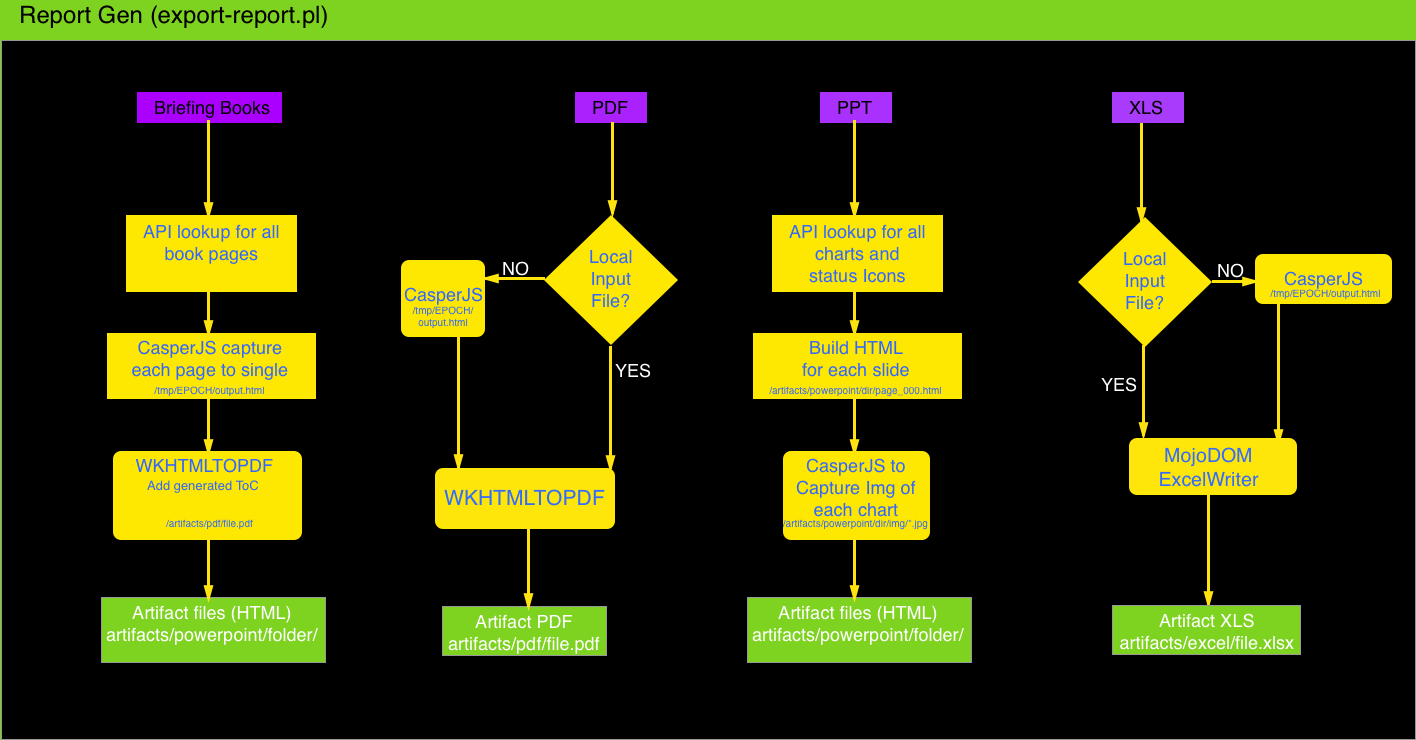 Report Gen (export-report.pl)
Briefing Books
API lookup for all
book pages
CasperJS capture
each page to single
/tmp/EPOCH/output.html
WKHTMLTOPDF
Add generated ToC
/artifacts/pdf/file.pdf
Artifact files (HTML)
artifacts/powerpoint/folder/
PDF
Local
Input
File?
NO
CasperJS
/tmp/EPOCH/
output.html
YES
WKHTMLTOPDF
Artifact PDF
artifacts/pdf/file.pdf
PPT
API lookup for all
charts and
status Icons
Build HTML
for each slide
/artifacts/powerpoint/dir/page_000.html
CasperJS to
Capture Img of
each chart
/artifacts/powerpoint/dir/img/*.jpg
Artifact files (HTML)
artifacts/powerpoint/folder/
XLS
Local
Input
File?
NO
CasperJS
/tmp/EPOCH/output.html
YES
MojoDOM
ExcelWriter
Artifact XLS
artifacts/excel/file.xlsx